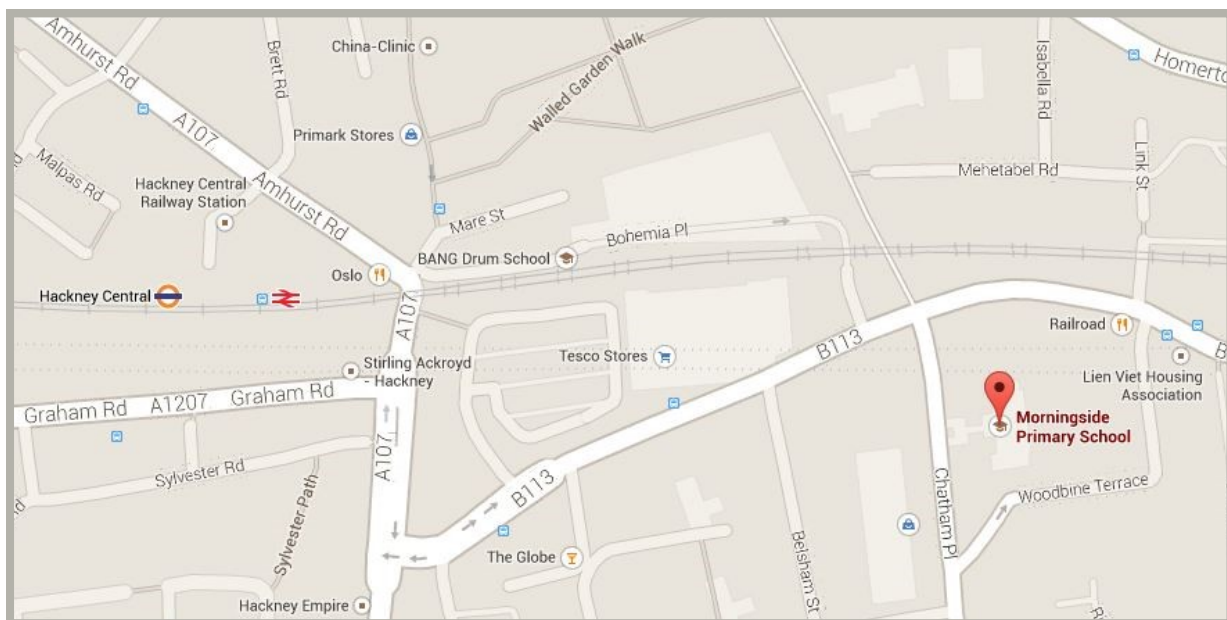 Amhurst Rd
Brett Rd
China-Clinic
Walled Garden Walk
Isabella Rd
Homerto
A107
Primark Stores
Malpas Rd
Hackney Central
Railway Station
Amhurst Rd
Mare St
Mehetabel Rd
Link St
Bohemia Pl
BANG Drum School
Oslo
Hackney Central
A107
Railroad
B113
Tesco Stores
Stirling Ackroyd
- Hackney
Lien Viet Housing
Association
B
Graham Rd
A1207
Graham Rd
Morningside
Primary School
A107
Sylvester Rd
B113
Chatham Pl
Woodbine Terrace
Sylvester Path
The Globe
Belsham St
Hackney Empire